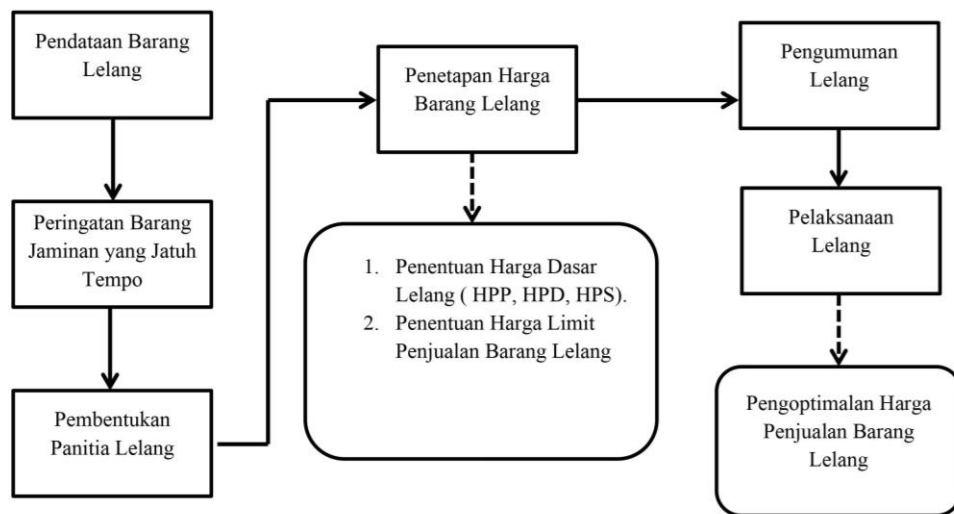 Pendataan Barang
Lelang
Peringatan Barang
Jaminan yang Jatuh
Tempo
Pembentukan
Panitia Lelang
Penetapan Harga
Barang Lelang
1. Penentuan Harga Dasar
Lelang ( HPP, HPD, HPS).
2. Penentuan Harga Limit
Penjualan Barang Lelang
Pengumuman
Lelang
Pelaksanaan
Lelang
Pengoptimalan Harga
Penjualan Barang
Lelang